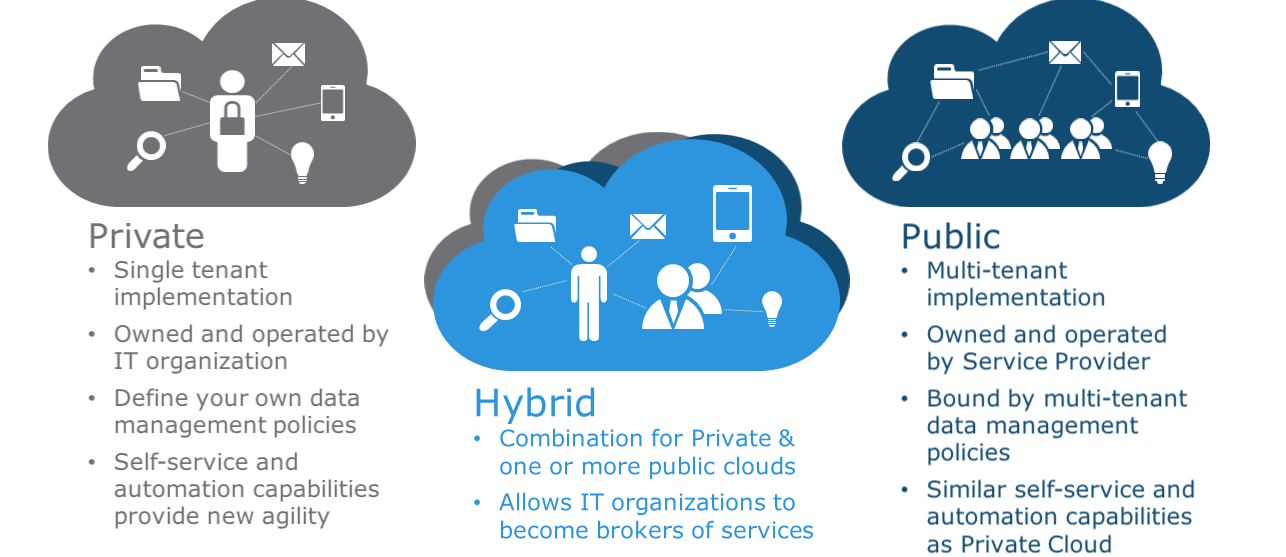 Private
• Single tenant
implementation
• Owned and operated by
IT organization
• Define your own data
management policies
• Self-service and
automation capabilities
provide new agility
Hybrid
• Combination for Private &
one or more public clouds
• Allows IT organizations to
become brokers of services
Public
• Multi-tenant
implementation
• Owned and operated
by Service Provider
• Bound by multi-tenant
data management
policies
• Similar self-service and
automation capabilities
as Private Cloud